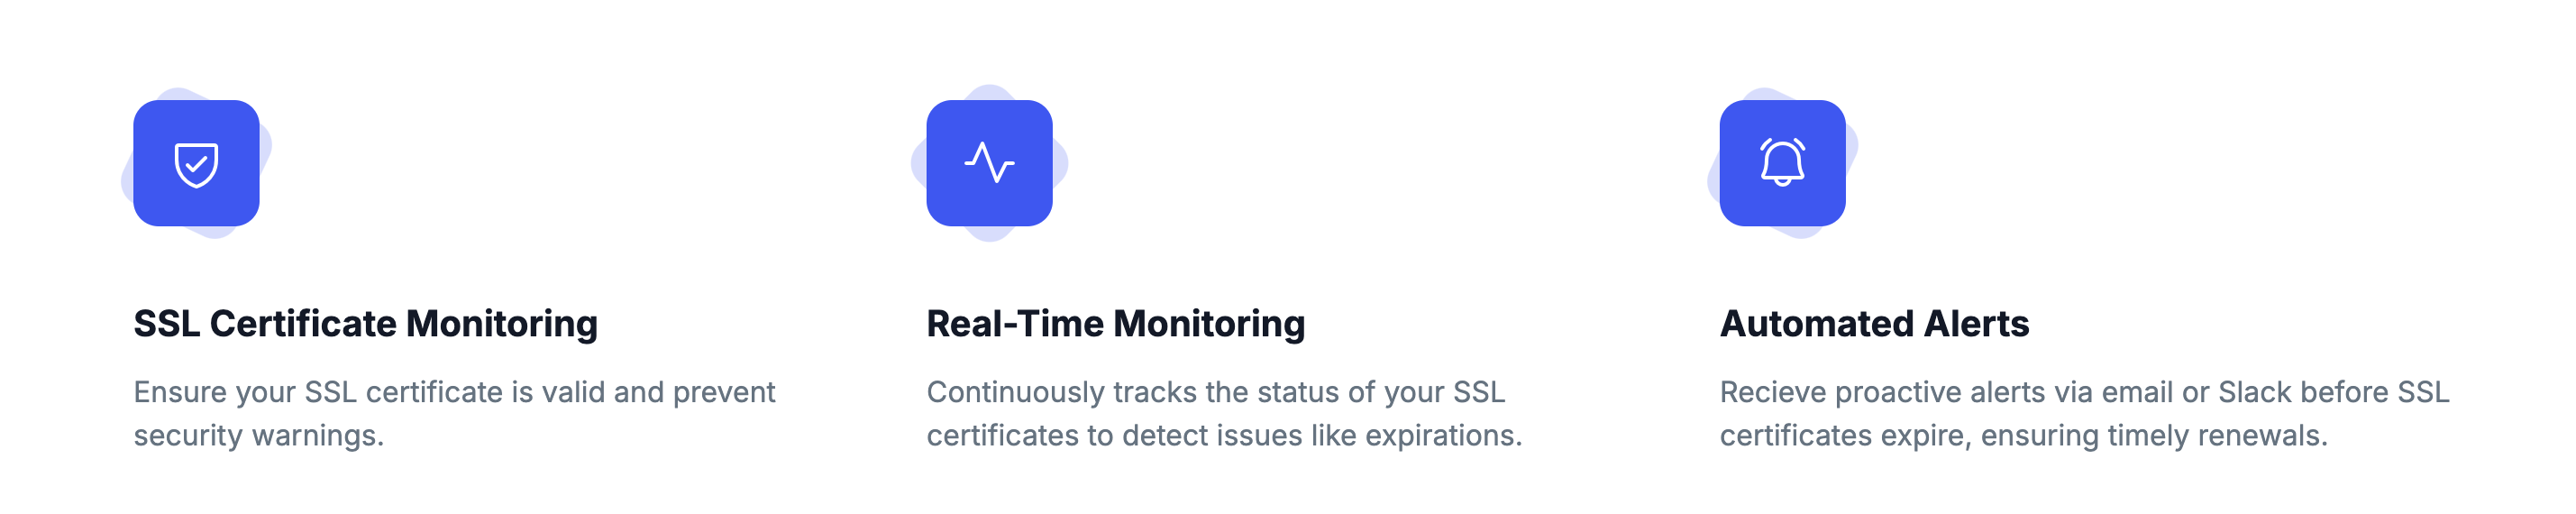 SSL Certificate Monitoring
Ensure your SSL certificate is valid and prevent
security warnings.
Real-Time Monitoring
Continuously tracks the status of your SSL
certificates to detect issues like expirations.
Automated Alerts
Recieve proactive alerts via email or Slack before SSL
certificates expire, ensuring timely renewals.